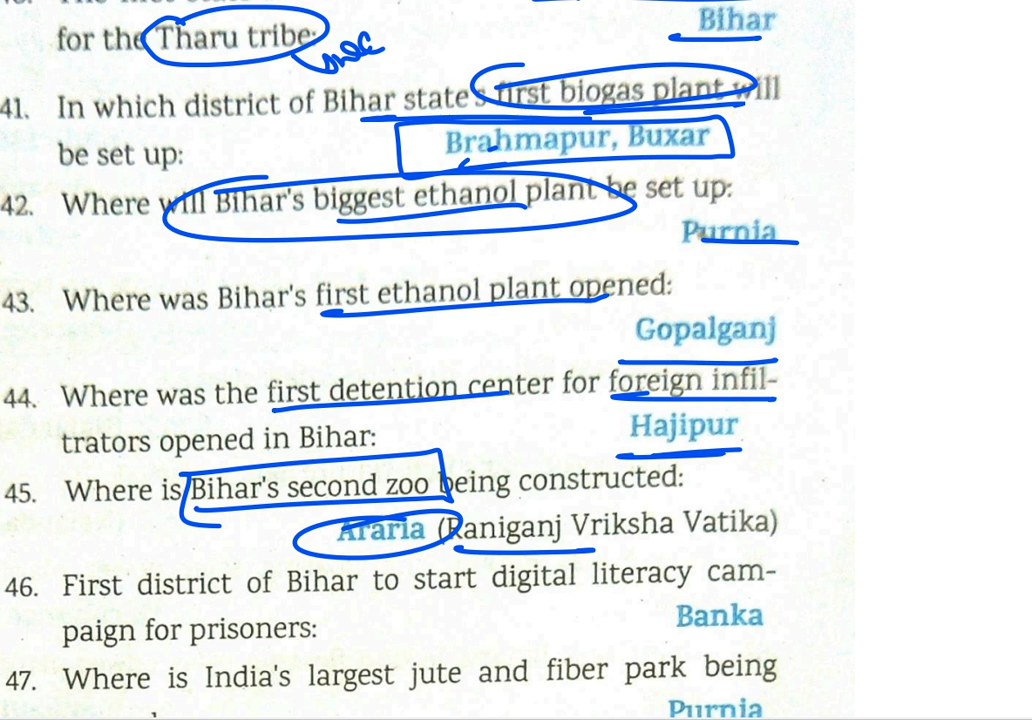 for the Tharu tribe:
Bihar
41. In which district of Bihar state's first biogas plant will
be set up:
Brahmapur, Buxar
42. Where will Bihar's biggest ethanol plant be set up:
Purnia
43. Where was Bihar's first ethanol plant opened:
Gopalganj
44. Where was the first detention center for foreign infil-
trators opened in Bihar:
Hajipur
45. Where is Bihar's second zoo being constructed:
Araria (Raniganj Vriksha Vatika)
46. First district of Bihar to start digital literacy cam-
paign for prisoners:
Banka
47. Where is India's largest jute and fiber park being
Purnia